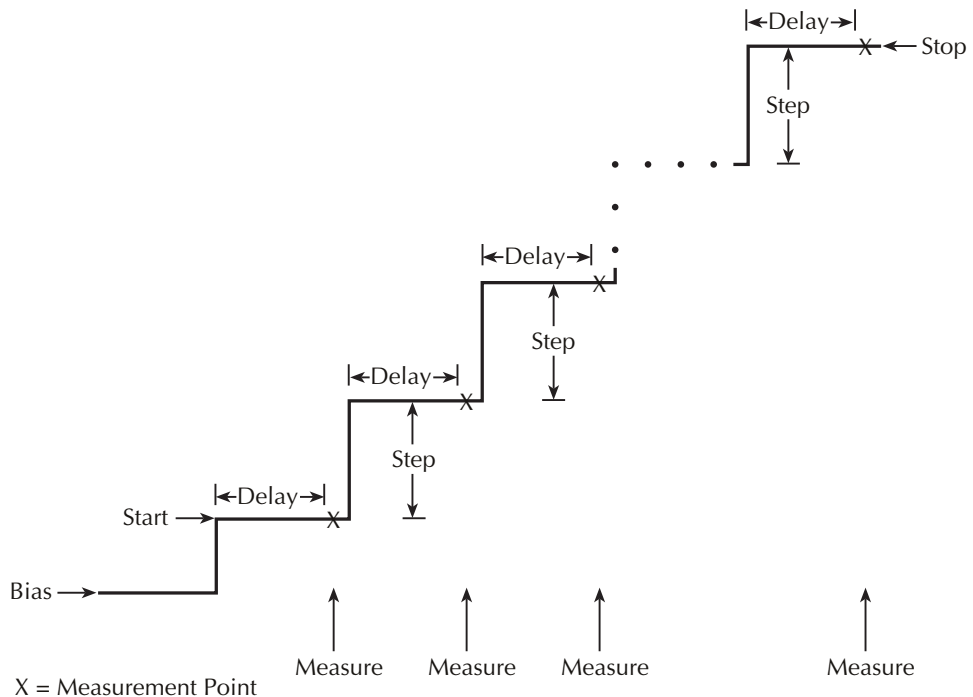 Delay
Stop
Step
Delay
Step
Delay
Step
Delay
Start
Bias
Measure Measure Measure Measure
X = Measurement Point